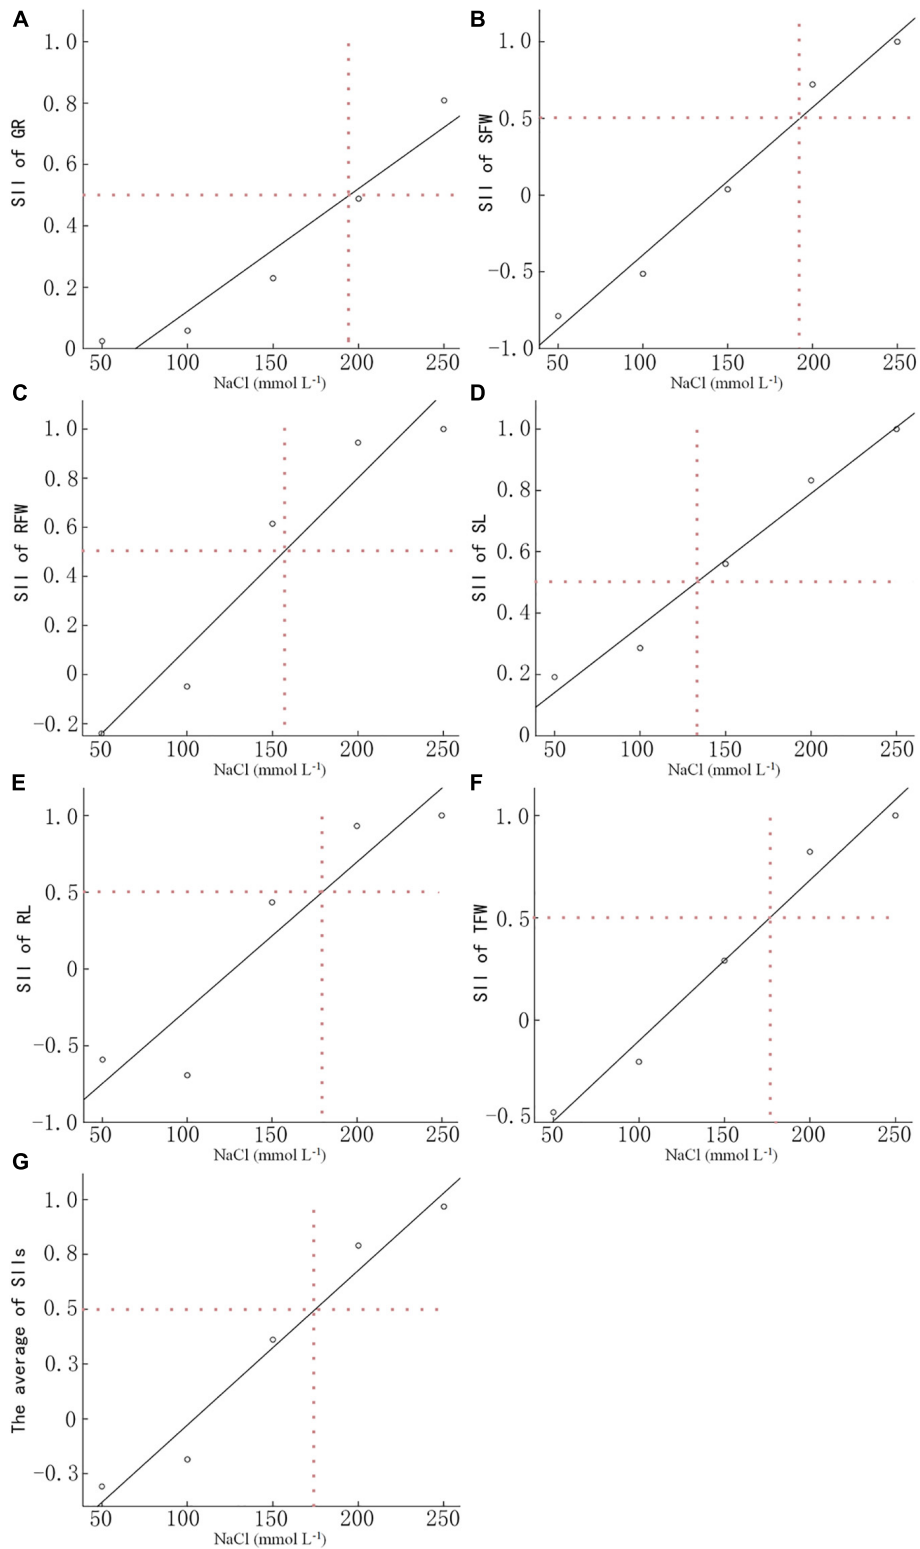 A
SII of GR
1.0
0.8
0.6
0.4
0.2
0
50 100 150 200 250
NaCl (mmol L-1)
B
SII of SFW
1.0
0.5
0
-0.5
-1.0
50 100 150 200 250
NaCl (mmol L-1)
C
SII of RFW
1.0
0.8
0.6
0.4
0.2
0
-0.2
50 100 150 200 250
NaCl (mmol L-1)
D
SII of SL
1.0
0.8
0.6
0.4
0.2
0
50 100 150 200 250
NaCl (mmol L-1)
E
SII of RL
1.0
0.5
0
-0.5
-1.0
50 100 150 200 250
NaCl (mmol L-1)
F
SII of TFW
1.0
0.5
0
-0.5
50 100 150 200 250
NaCl (mmol L-1)
G
The average of SIIs
1.0
0.8
0.5
0.3
0
-0.3
50 100 150 200 250
NaCl (mmol L-1)